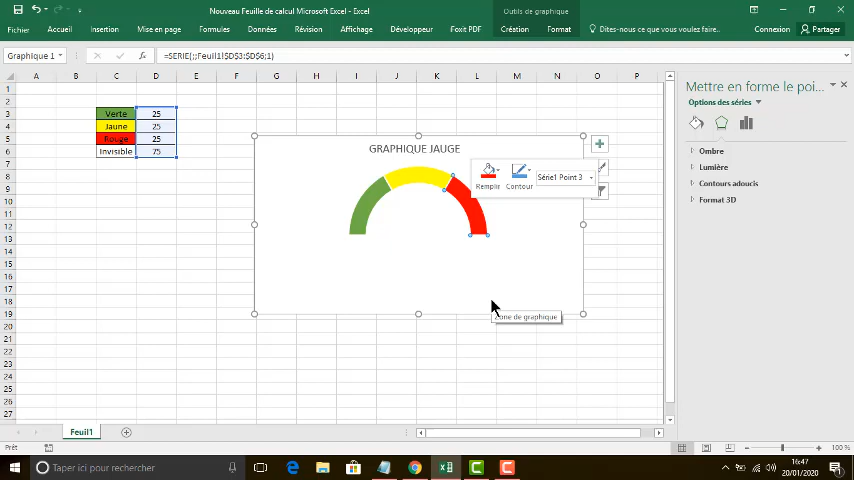 Nouveau Feuille de calcul Microsoft Excel - Excel
Outils de graphique
Fichier
Accueil
Insertion
Mise en page
Formules
Données
Révision
Affichage
Développeur
Foxit PDF
Création
Format
Dites-nous ce que vous voulez faire..
Connexion
Partager
Graphique 1
fx
=SERIE(;;Feuil1!$D$3:$D$6;1)
A B C D E F G H I J K L M N O P
1
2
3 Verte 25
4 Jaune 25
5 Rouge 25
6 Invisible 75
7
8
9
10
11
12
13
14
15
16
17
18
19
20
21
22
23
24
25
26
27
GRAPHIQUE JAUGE
Remplir
Contour
Série1 Point 3
Zone de graphique
Mettre en forme le poi...
Options des séries
Ombre
Lumière
Contours adoucis
Format 3D
Feuil1
Prêt
100 %
Taper ici pour rechercher
16:47
20/01/2020